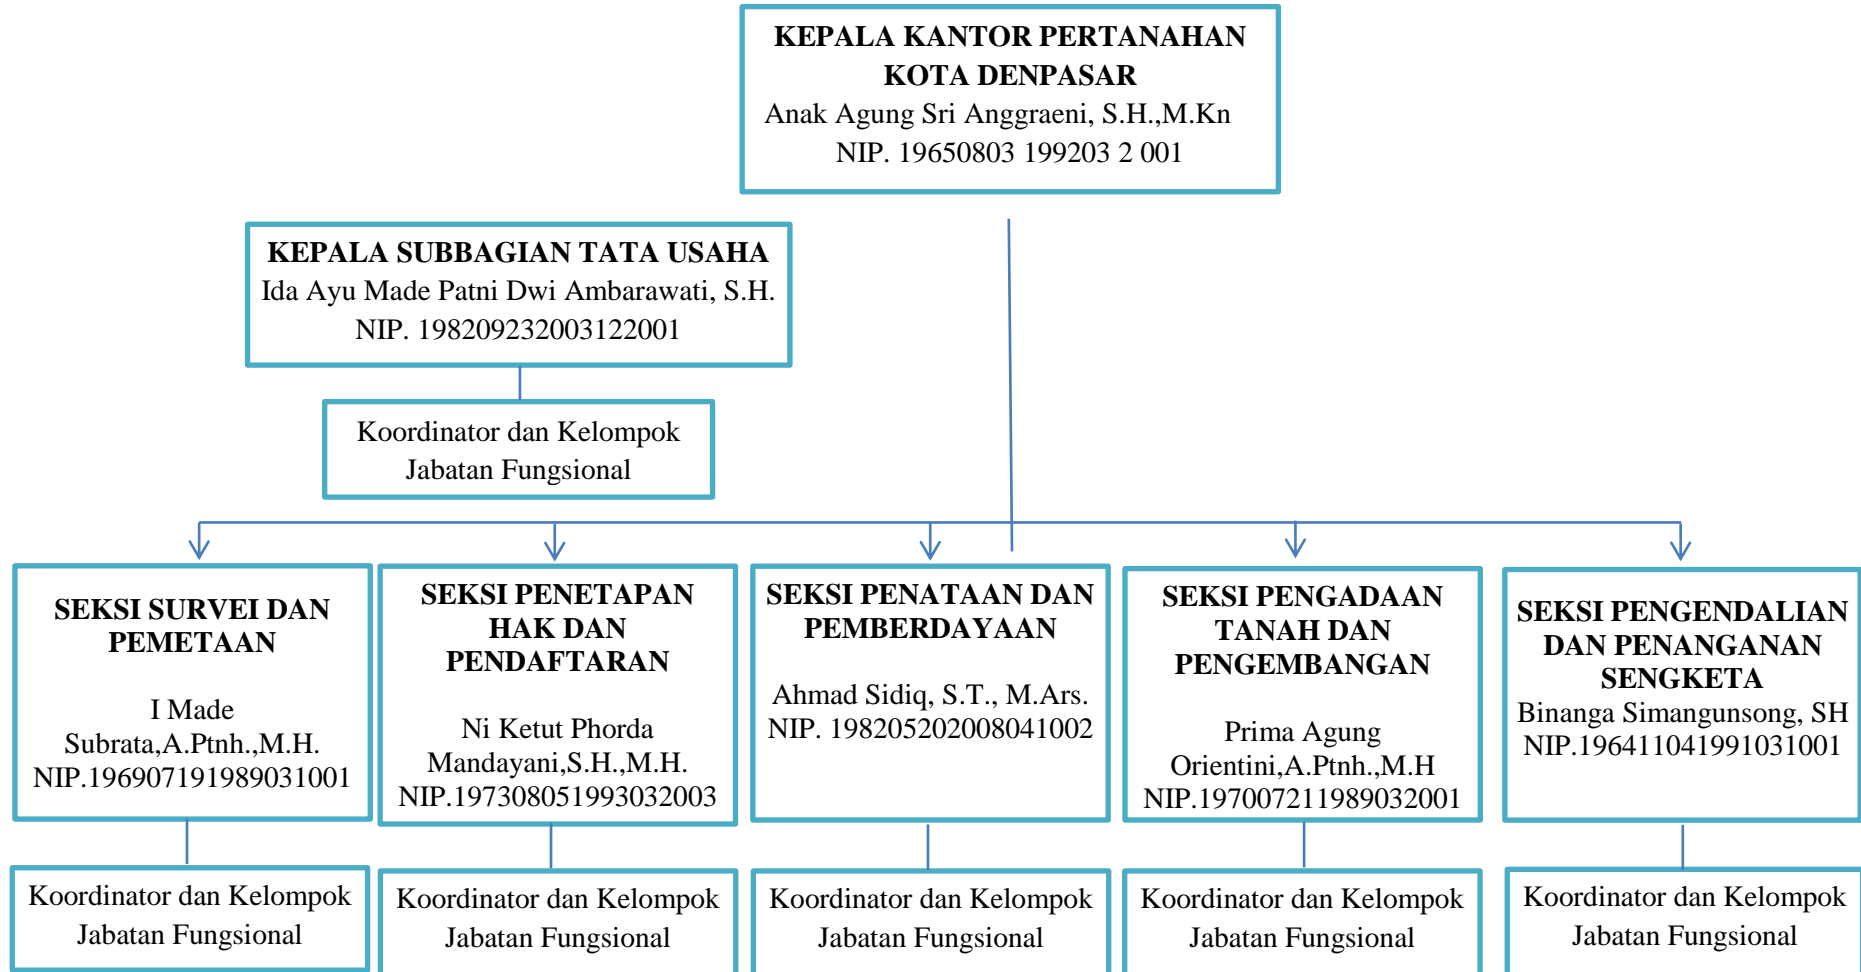 KEPALA KANTOR PERTANAHAN
KOTA DENPASAR
Anak Agung Sri Anggraeni, S.H.,M.Kn
NIP. 19650803 199203 2 001
KEPALA SUBBAGIAN TATA USAHA
Ida Ayu Made Patni Dwi Ambarawati, S.H.
NIP. 198209232003122001
Koordinator dan Kelompok
Jabatan Fungsional
SEKSI SURVEI DAN
PEMETAAN
I Made
Subrata,A.Ptnh.,M.H.
NIP.196907191989031001
SEKSI PENETAPAN
HAK DAN
PENDAFTARAN
Ni Ketut Phorda
Mandayani,S.H.,M.H.
NIP.197308051993032003
SEKSI PENATAAN DAN
PEMBERDAYAAN
Ahmad Sidiq, S.T., M.Ars.
NIP. 198205202008041002
SEKSI PENGADAAN
TANAH DAN
PENGEMBANGAN
Prima Agung
Orientini,A.Ptnh.,M.H
NIP.197007211989032001
SEKSI PENGENDALIAN
DAN PENANGANAN
SENGKETA
Binanga Simangunsong, SH
NIP.196411041991031001
Koordinator dan Kelompok
Jabatan Fungsional
Koordinator dan Kelompok
Jabatan Fungsional
Koordinator dan Kelompok
Jabatan Fungsional
Koordinator dan Kelompok
Jabatan Fungsional
Koordinator dan Kelompok
Jabatan Fungsional